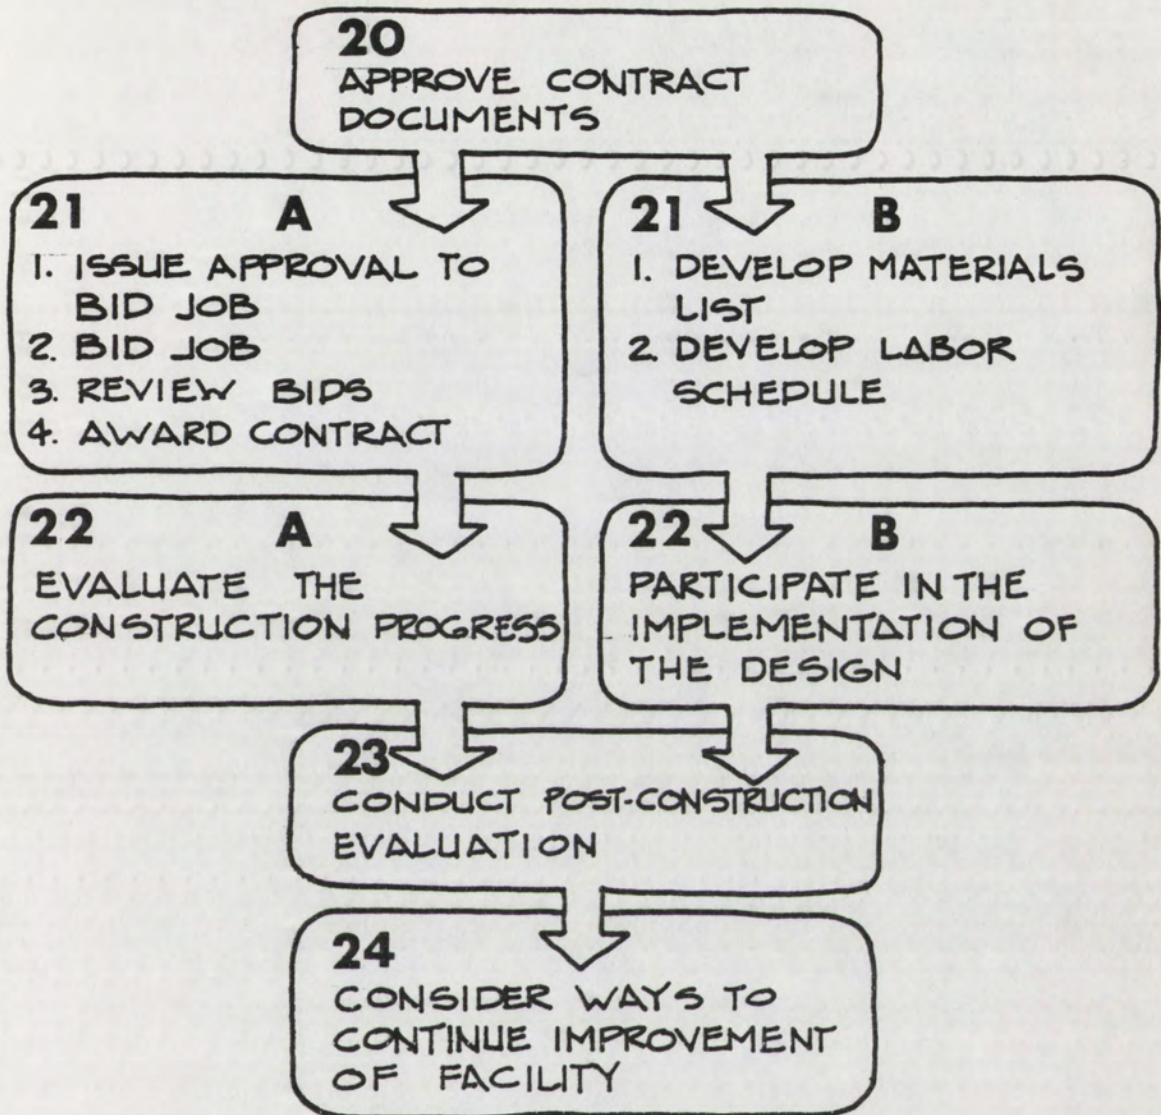 20
APPROVE CONTRACT
DOCUMENTS
21 A
1. ISSUE APPROVAL TO
BID JOB
2. BID JOB
3. REVIEW BIDS
4. AWARD CONTRACT
21 B
1. DEVELOP MATERIALS
LIST
2. DEVELOP LABOR
SCHEDULE
22 A
EVALUATE THE
CONSTRUCTION PROGRESS
22 B
PARTICIPATE IN THE
IMPLEMENTATION OF
THE DESIGN
23
CONDUCT POST-CONSTRUCTION
EVALUATION
24
CONSIDER WAYS TO
CONTINUE IMPROVEMENT
OF FACILITY